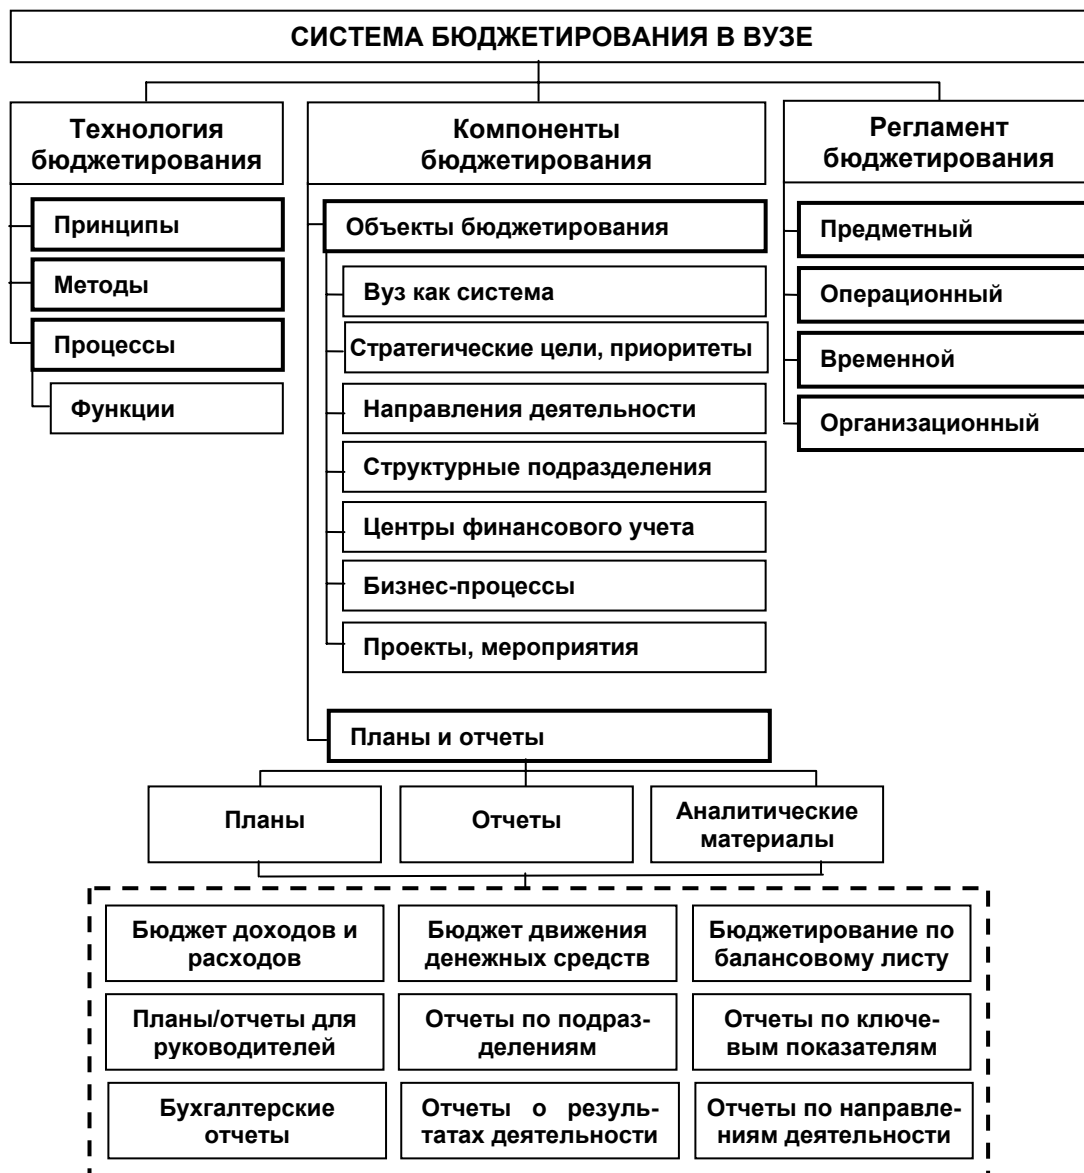 СИСТЕМА БЮДЖЕТИРОВАНИЯ В ВУЗЕ
Технология
бюджетирования
Принципы
Методы
Процессы
Функции
Компоненты
бюджетирования
Объекты бюджетирования
Вуз как система
Стратегические цели, приоритеты
Направления деятельности
Структурные подразделения
Центры финансового учета
Бизнес-процессы
Проекты, мероприятия
Планы и отчеты
Регламент
бюджетирования
Предметный
Операционный
Временной
Организационный
Планы
Отчеты
Аналитические
материалы
Бюджет доходов и
расходов
Бюджет движения
денежных средств
Бюджетирование по
балансовому листу
Планы/отчеты для
руководителей
Отчеты по подраз-
делениям
Отчеты по ключе-
вым показателям
Бухгалтерские
отчеты
Отчеты о резуль-
татах деятельности
Отчеты по направле-
ниям деятельности